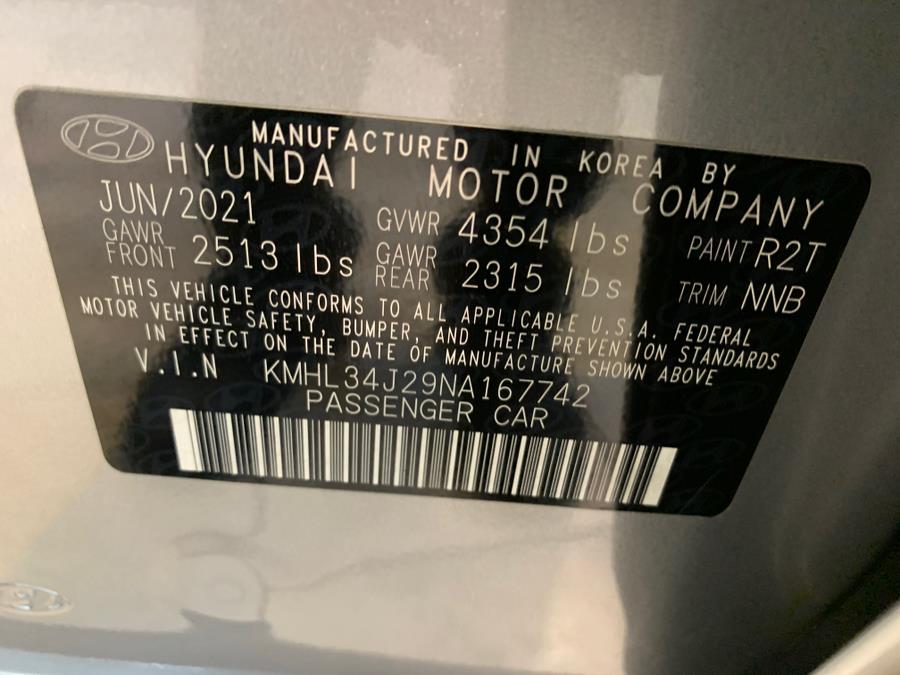 MANUFACTURED IN KOREA BY
HYUNDAI MOTOR COMPANY
JUN/2021 GVWR 4354 lbs PAINT R2T
GAWR FRONT 2513 lbs GAWR REAR 2315 lbs TRIM NNB
THIS VEHICLE CONFORMS TO ALL APPLICABLE U.S.A. FEDERAL
MOTOR VEHICLE SAFETY, BUMPER, AND THEFT PREVENTION STANDARDS
IN EFFECT ON THE DATE OF MANUFACTURE SHOWN ABOVE
V.I.N KMHL34J29NA167742
PASSENGER CAR